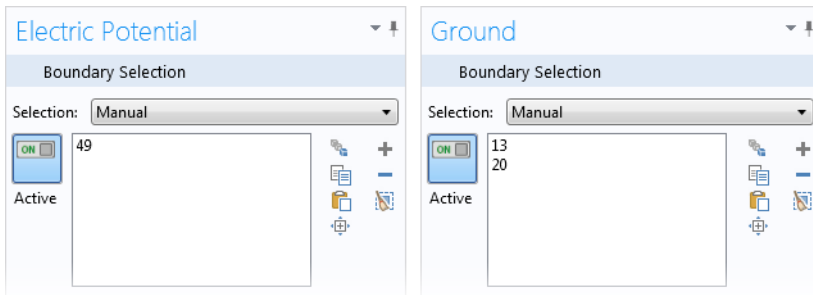 Electric Potential
Boundary Selection
Selection: Manual
ON
49
Active
Ground
Boundary Selection
Selection: Manual
ON
13
20
Active